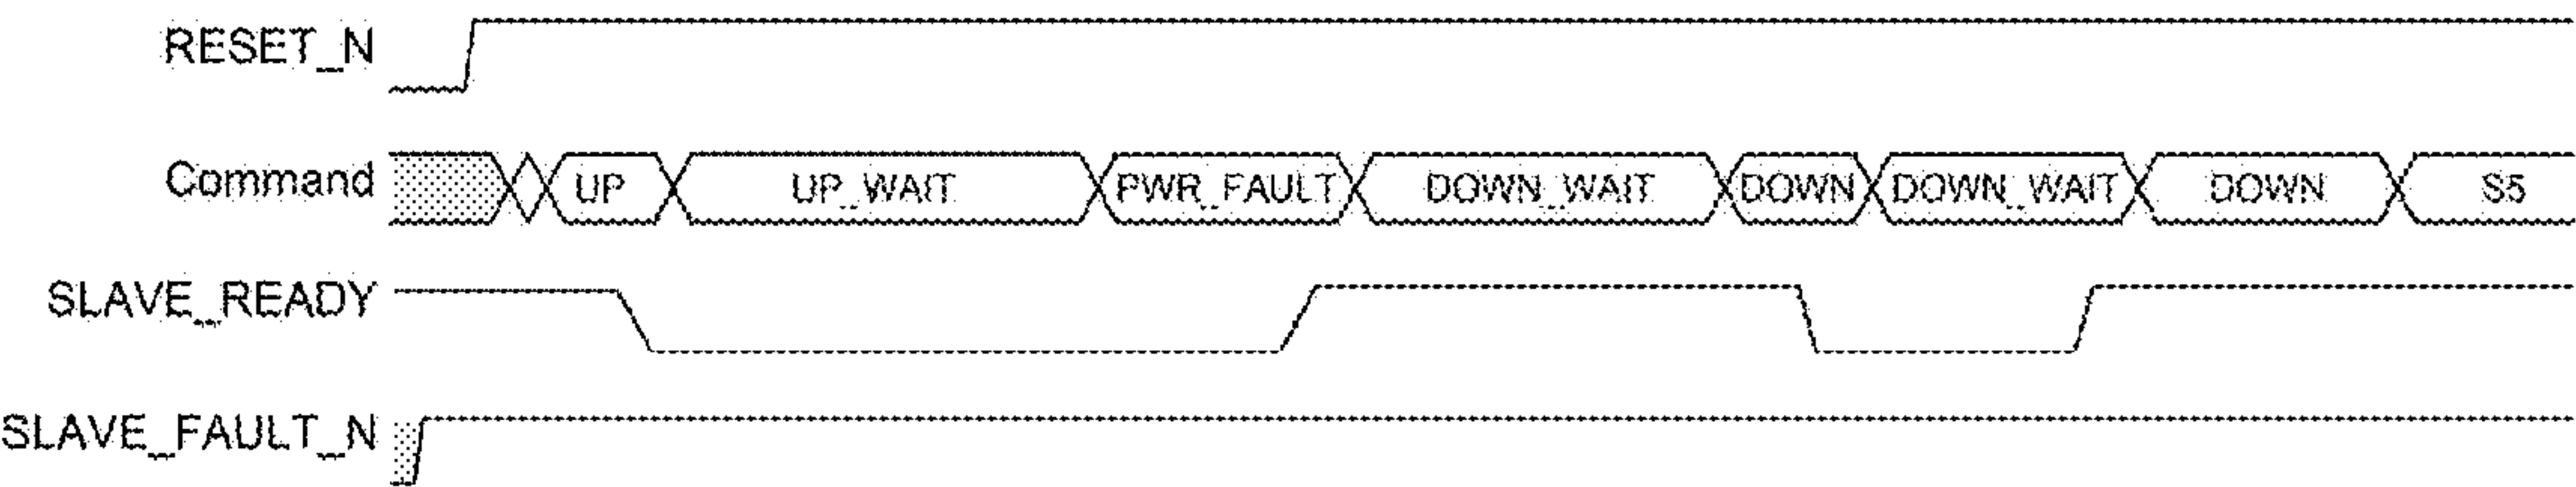 RESET_N
Command UP UP_WAIT PWR_FAULT DOWN_WAIT DOWN DOWN_WAIT DOWN S5
SLAVE_READY
SLAVE_FAULT_N